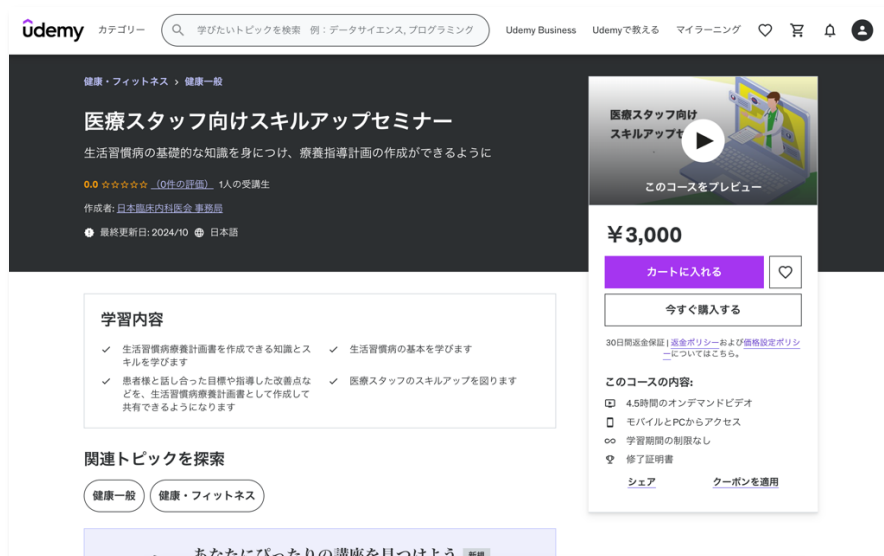 ûdemy カテゴリー 学びたいトピックを検索 例：データサイエンス, プログラミング Udemy Business Udemyで教える マイラーニング
健康・フィットネス › 健康一般
医療スタッフ向けスキルアップセミナー
生活習慣病の基礎的な知識を身につけ、療養指導計画の作成ができるように
0.0 ☆☆☆☆☆ （0件の評価） 1人の受講生
作成者: 日本臨床内科医会 事務局
最終更新日: 2024/10 日本語
医療スタッフ向け
スキルアップセ
このコースをプレビュー
¥3,000
カートに入れる
今すぐ購入する
30日間返金保証 | 返金ポリシーおよび価格設定ポリシ
ーについてはこちら。
このコースの内容:
4.5時間のオンデマンドビデオ
モバイルとPCからアクセス
学習期間の制限なし
修了証明書
シェア クーポンを適用
学習内容
✓ 生活習慣病療養計画書を作成できる知識とス
キルを学びます
✓ 生活習慣病の基本を学びます
✓ 患者様と話し合った目標や指導した改善点な
どを、生活習慣病療養計画書として作成して
共有できるようになります
✓ 医療スタッフのスキルアップを図ります
関連トピックを探索
健康一般 健康・フィットネス
あなたにぴったりの講座を見つけよう 新規